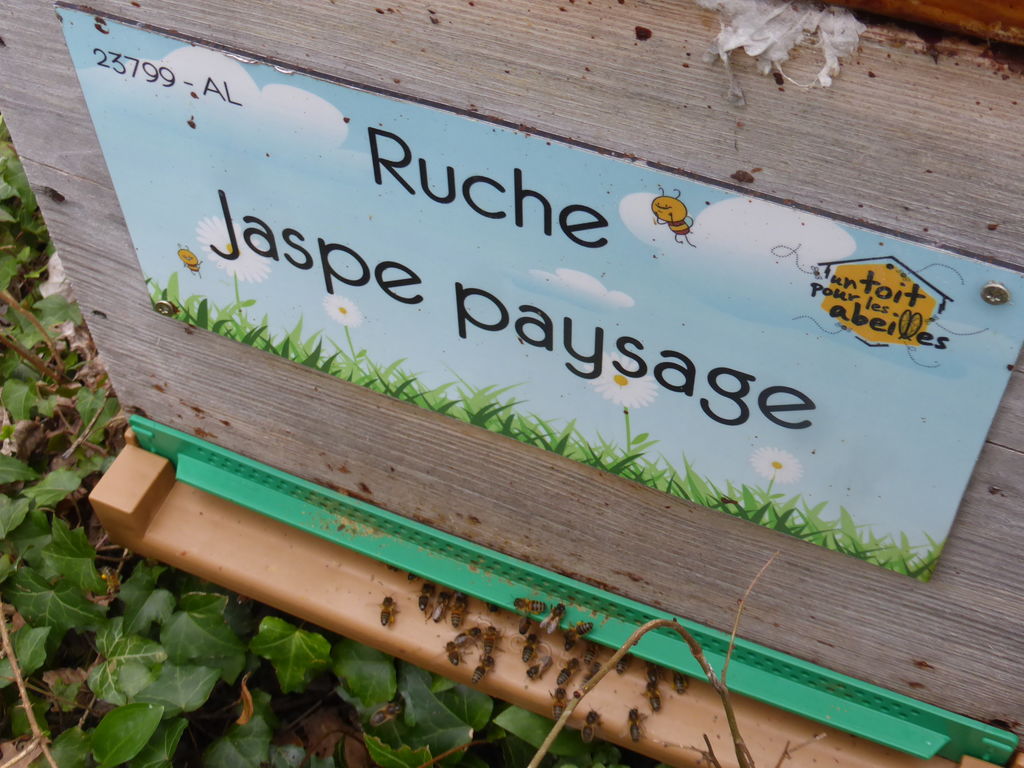 23799 - AL
Ruche
Jaspe paysage
un toit
pour les
abeilles